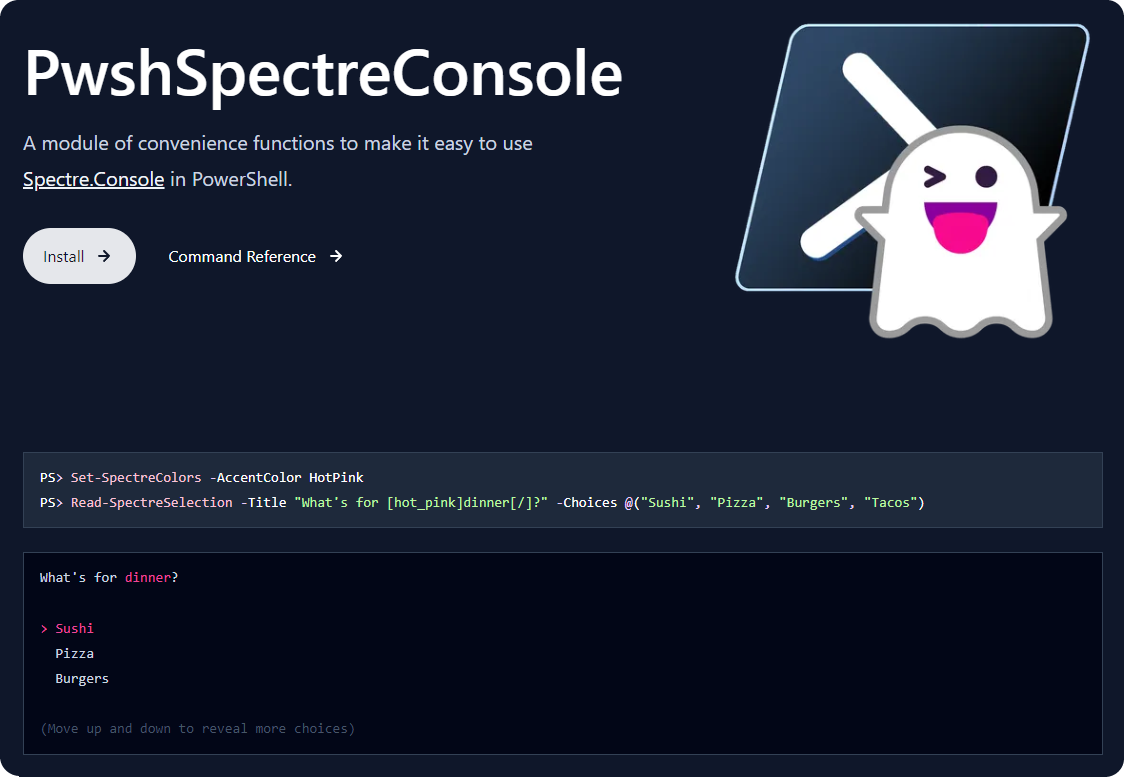 PwshSpectreConsole
A module of convenience functions to make it easy to use
Spectre.Console in PowerShell.
Install → Command Reference →
PS> Set-SpectreColors -AccentColor HotPink
PS> Read-SpectreSelection -Title "What's for [hot_pink]dinner[/]?" -Choices @("Sushi", "Pizza", "Burgers", "Tacos")
What's for dinner?
> Sushi
Pizza
Burgers
(Move up and down to reveal more choices)